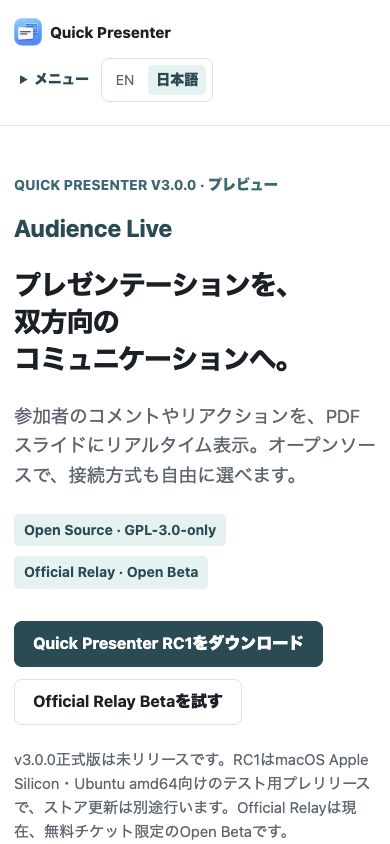 Quick Presenter
▶ メニュー EN 日本語
QUICK PRESENTER V3.0.0 · プレビュー
Audience Live
プレゼンテーションを、
双方向の
コミュニケーションへ。
参加者のコメントやリアクションを、PDF
スライドにリアルタイム表示。オープンソー
スで、接続方式も自由に選べます。
Open Source · GPL-3.0-only
Official Relay · Open Beta
Quick Presenter RC1をダウンロード
Official Relay Betaを試す
v3.0.0正式版は未リリースです。RC1はmacOS Apple
Silicon・Ubuntu amd64向けのテスト用プレリリース
で、ストア更新は別途行います。Official Relayは現
在、無料チケット限定のOpen Betaです。